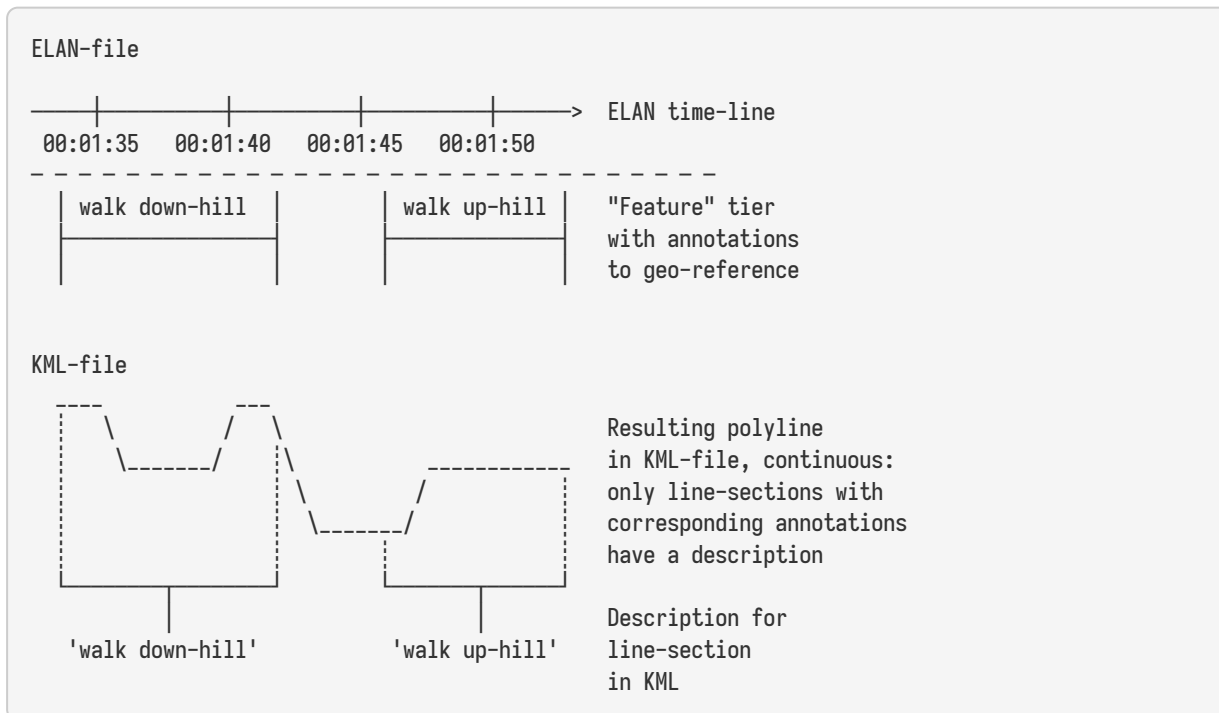 ELAN-file
ELAN time-line
00:01:35 00:01:40 00:01:45 00:01:50
walk down-hill walk up-hill "Feature" tier
with annotations
to geo-reference
KML-file
Resulting polyline
in KML-file, continuous:
only line-sections with
corresponding annotations
have a description
Description for
'walk down-hill' 'walk up-hill' line-section
in KML